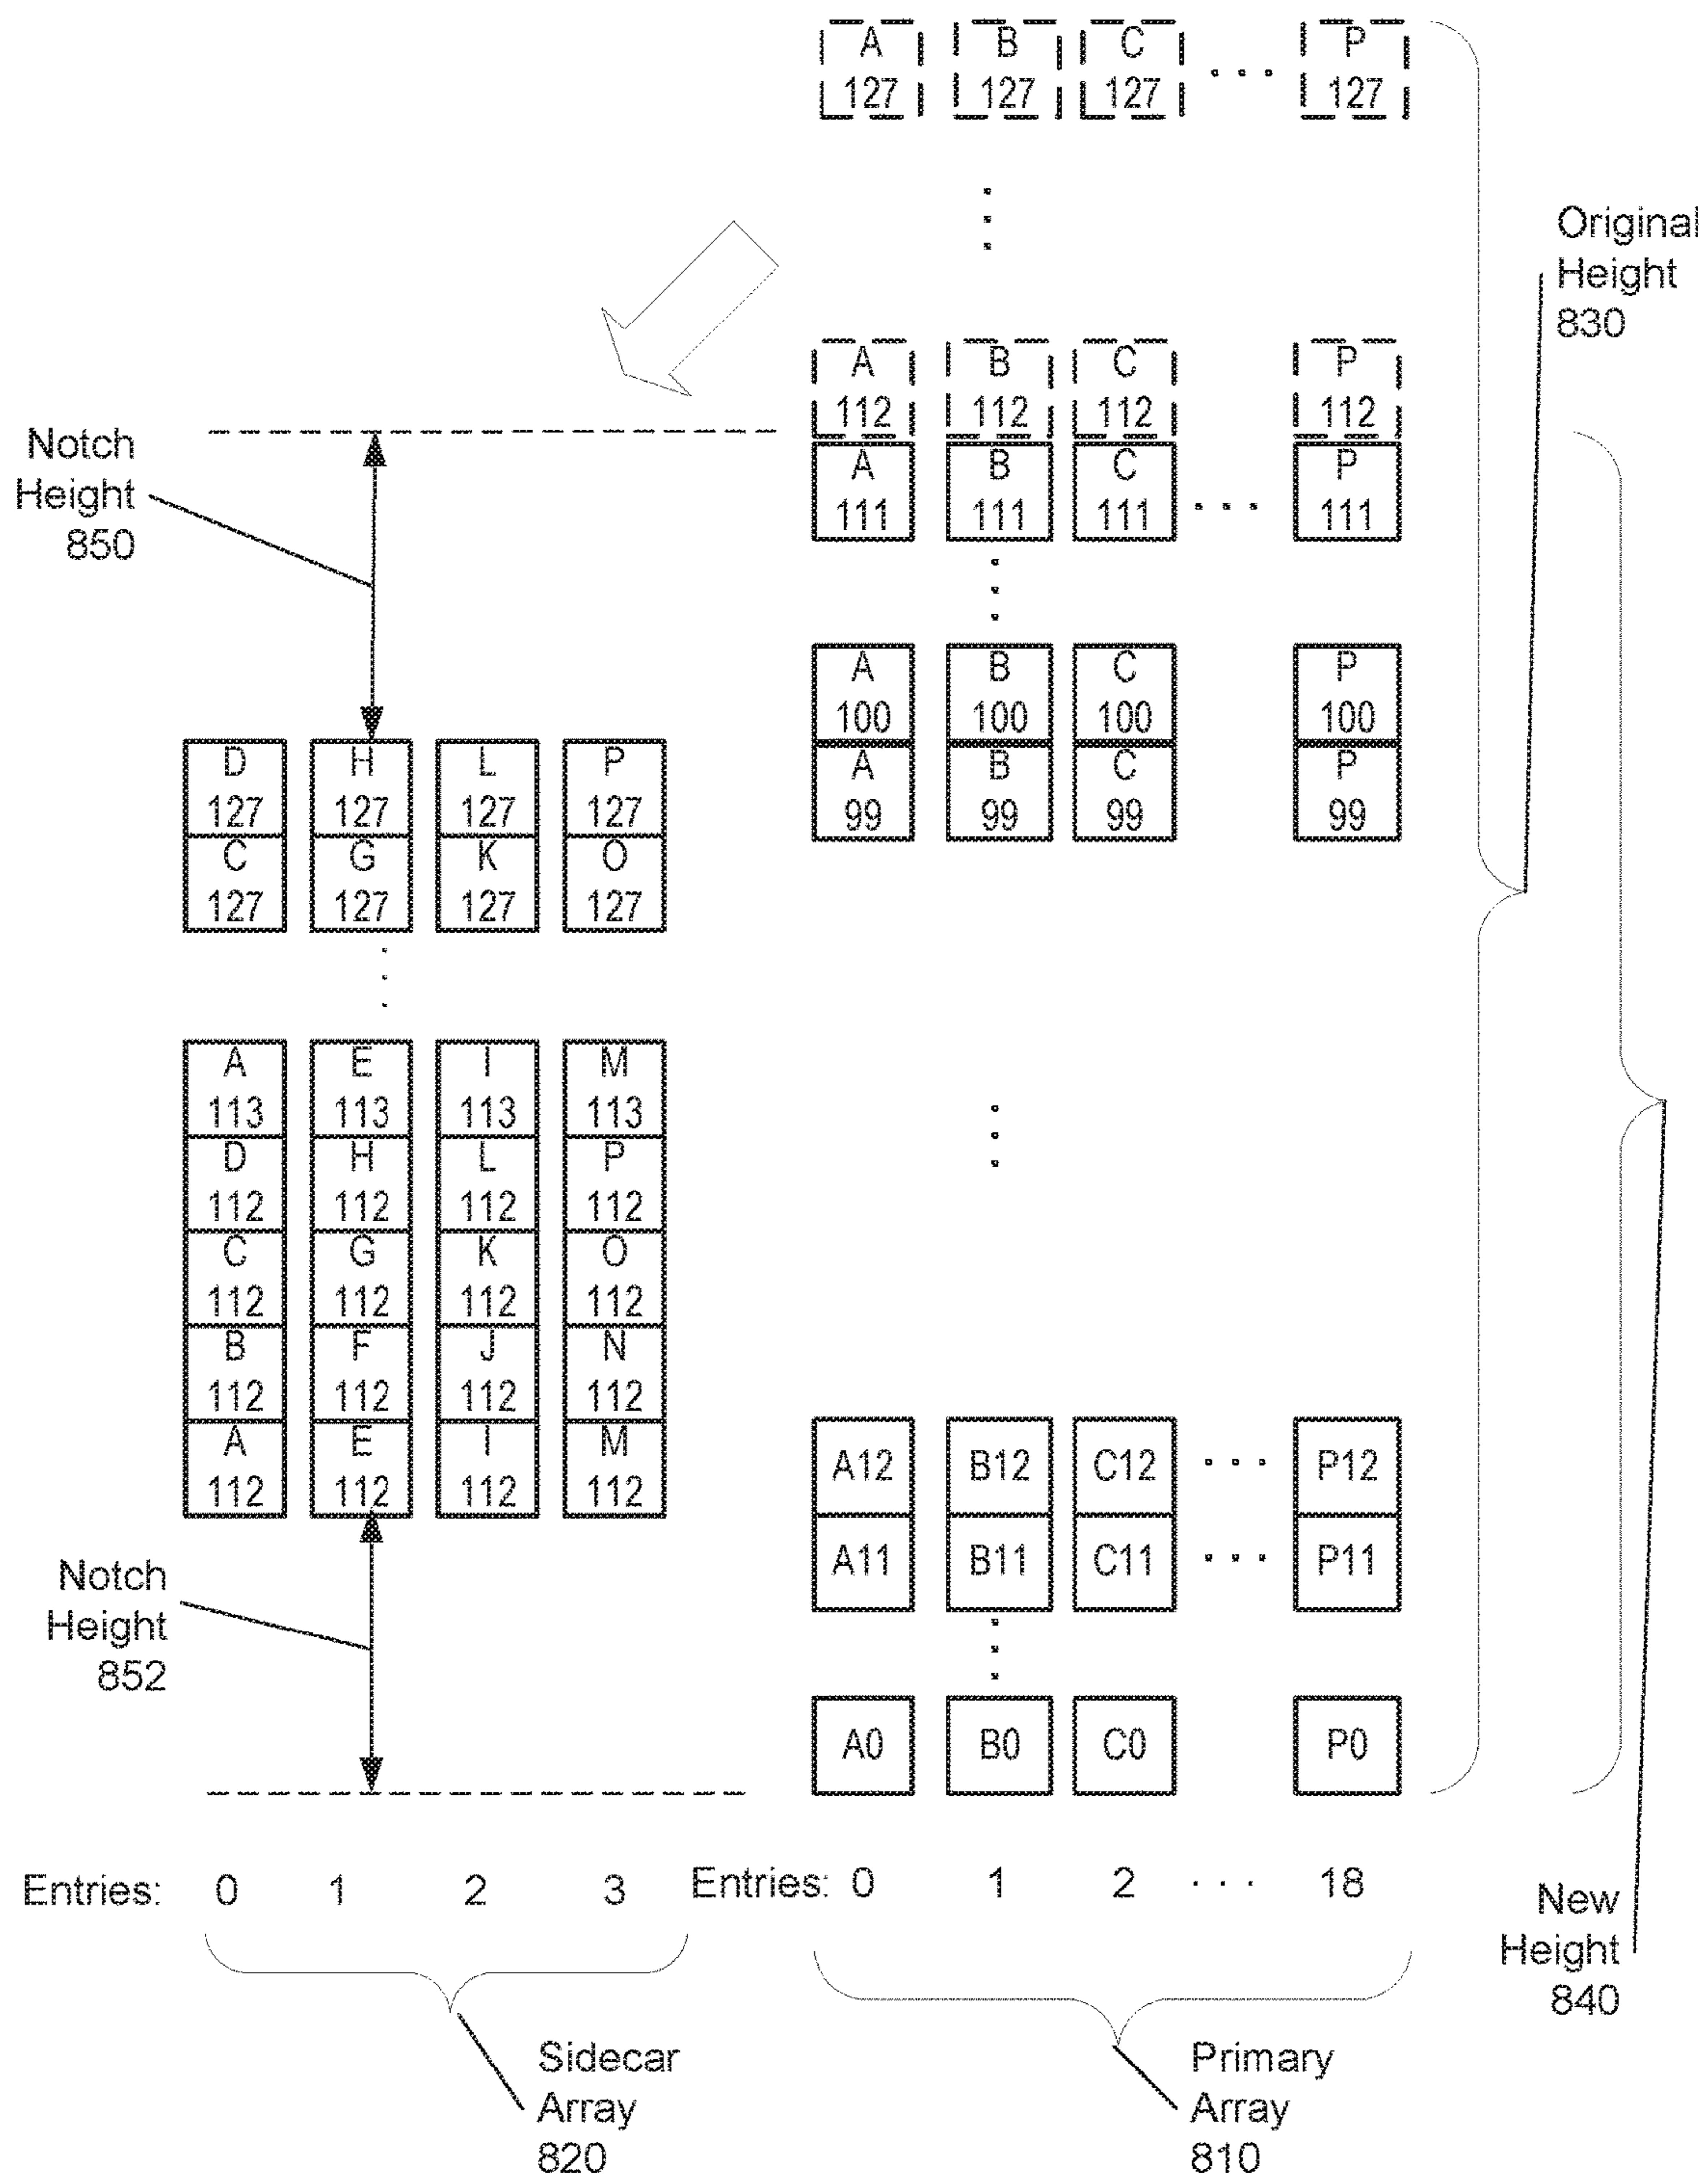 A B C P
127 127 127 ... 127
Original
Height
830
A B C P
112 112 112 112
Notch
Height
850
A B C P
111 111 111 ... 111
A B C P
100 100 100 100
A B C P
99 99 99 99
D H L P
127 127 127 127
C G K O
127 127 127 127
A E I M
113 113 113 113
D H L P
112 112 112 112
C G K O
112 112 112 112
B F J N
112 112 112 112
A E I M
112 112 112 112
A12 B12 C12 ... P12
A11 B11 C11 ... P11
Notch
Height
852
A0 B0 C0 P0
Entries: 0 1 2 3
Entries: 0 1 2 ... 18
New
Height
840
Sidecar
Array
820
Primary
Array
810